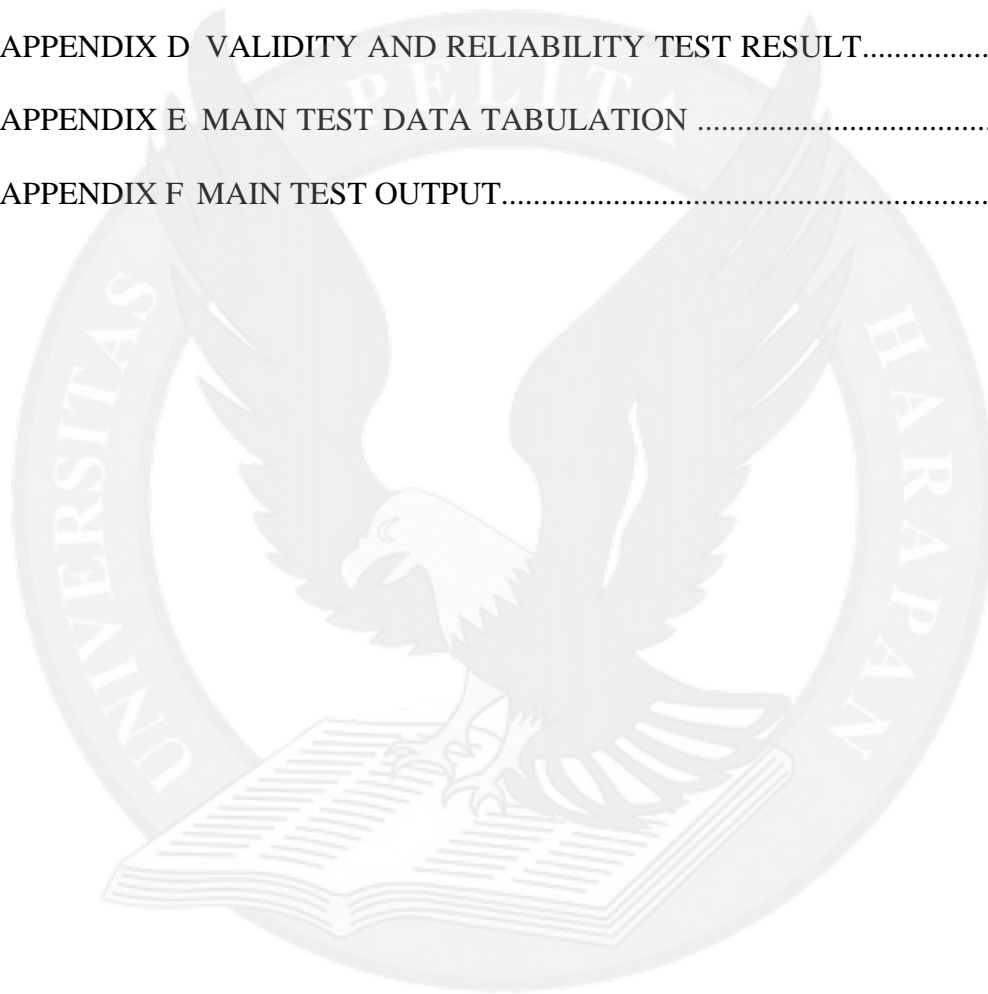 APPENDIX D VALIDITY AND RELIABILITY TEST RESULT................
APPENDIX E MAIN TEST DATA TABULATION .....................................
APPENDIX F MAIN TEST OUTPUT..............................................................
UNIVERSITAS PELITA HARAPAN